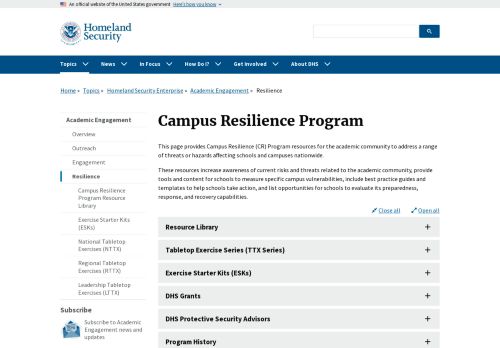 An official website of the United States government Here's how you know
Homeland
Security
Topics News In Focus How Do I? Get Involved About DHS
Home » Topics » Homeland Security Enterprise » Academic Engagement » Resilience
Academic Engagement
Overview
Outreach
Engagement
Resilience
Campus Resilience
Program Resource
Library
Exercise Starter Kits
(ESKs)
National Tabletop
Exercises (NTTX)
Regional Tabletop
Exercises (RTTX)
Leadership Tabletop
Exercises (LTTX)
Subscribe
Subscribe to Academic
Engagement news and
updates
Campus Resilience Program
This page provides Campus Resilience (CR) Program resources for the academic community to address a range
of threats or hazards affecting schools and campuses nationwide.
These resources increase awareness of current risks and threats related to the academic community, provide
tools and content for schools to measure specific campus vulnerabilities, include best practice guides and
templates to help schools take action, and list opportunities for schools to evaluate its preparedness,
response, and recovery capabilities.
Close all Open all
Resource Library +
Tabletop Exercise Series (TTX Series) +
Exercise Starter Kits (ESKs) +
DHS Grants +
DHS Protective Security Advisors +
Program History +